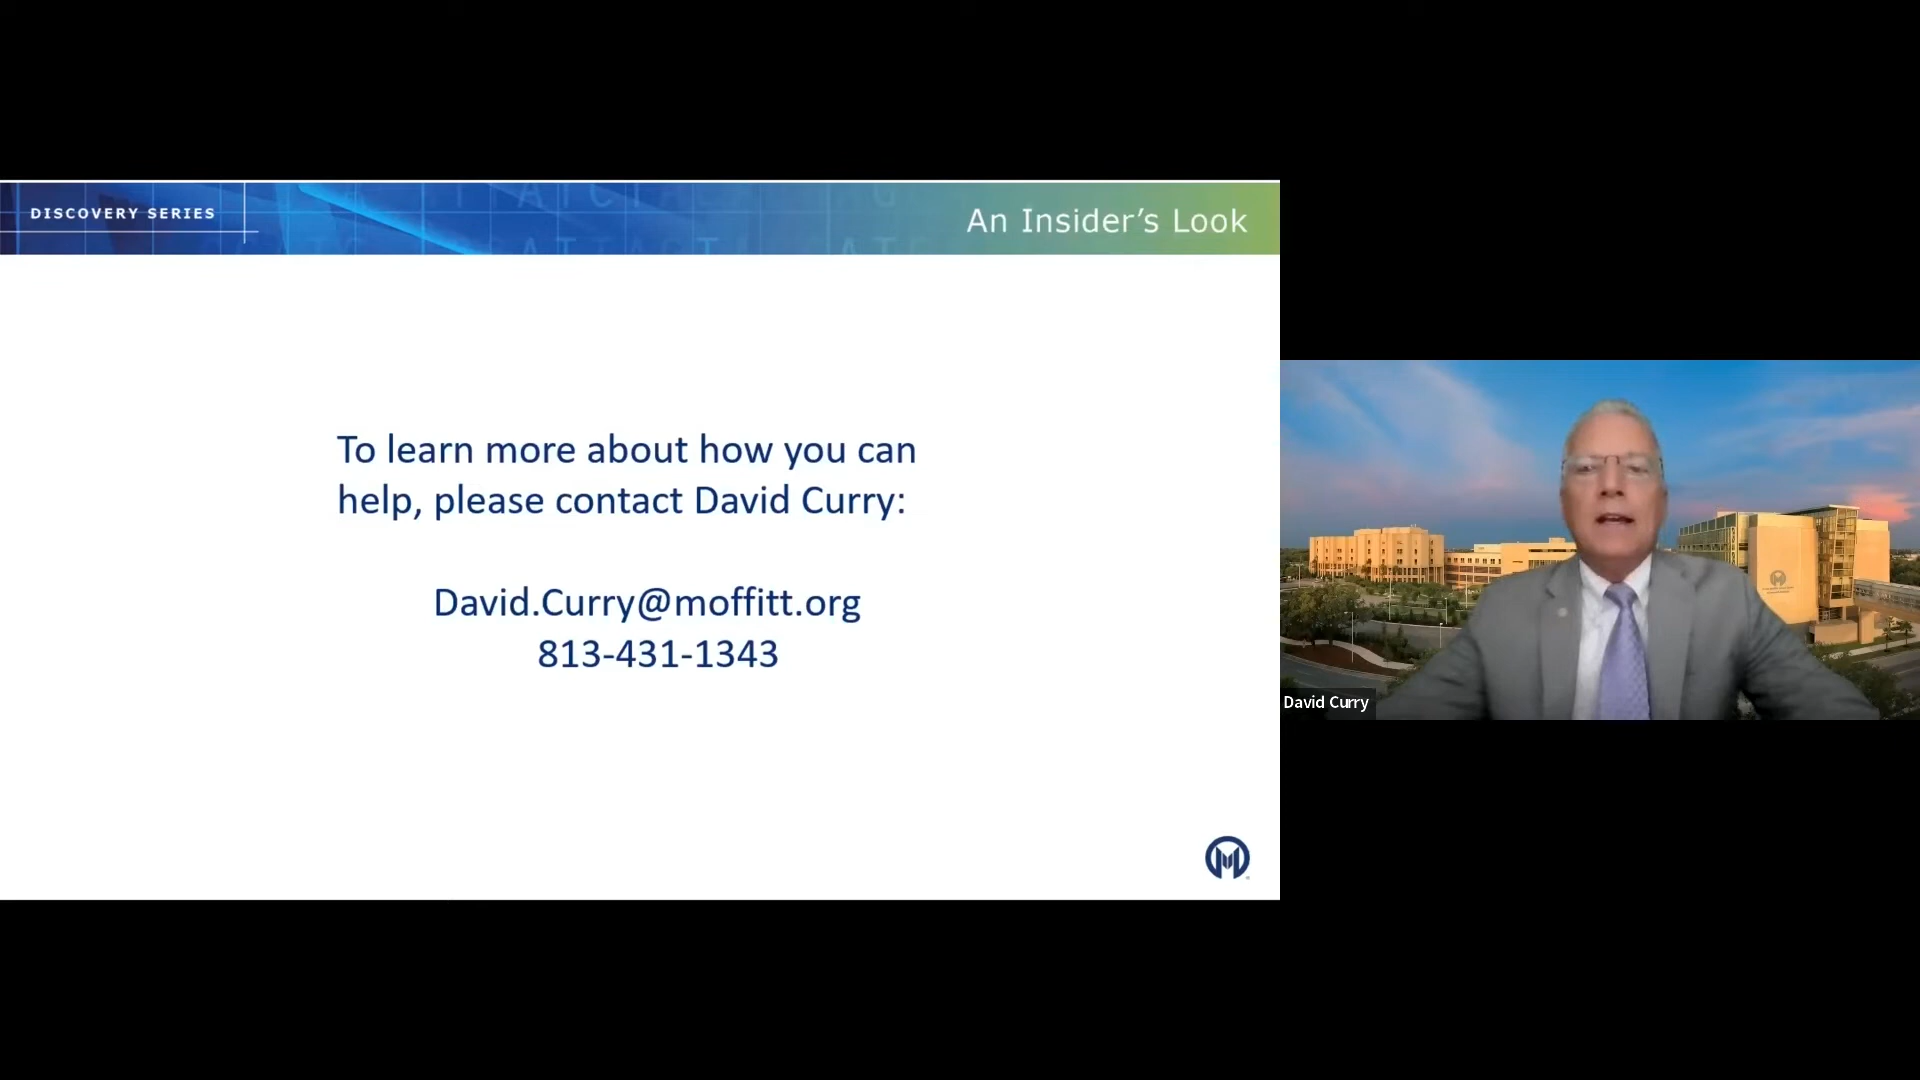 DISCOVERY SERIES
An Insider’s Look
To learn more about how you can
help, please contact David Curry:
David.Curry@moffitt.org
813-431-1343
David Curry